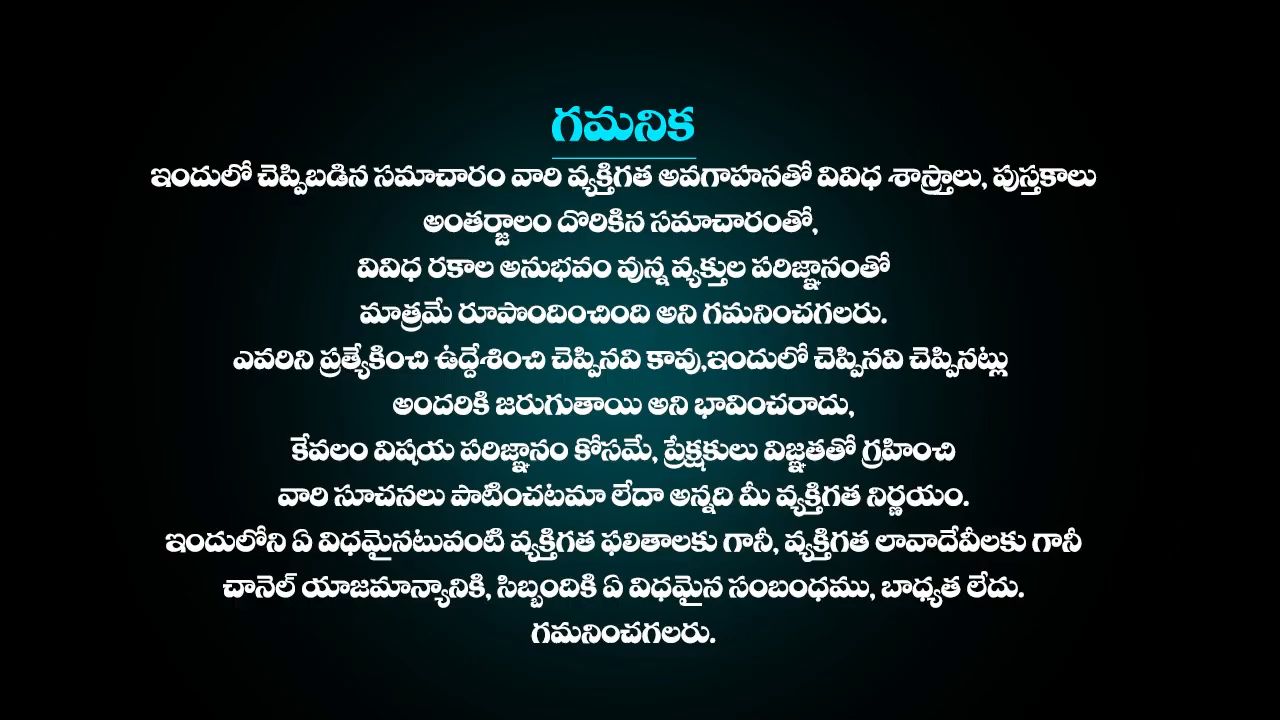 గమనిక
ఇందులో చెప్పిబడిన సమాచారం వారి వ్యక్తిగత అవగాహనతో వివిధ శాస్త్రాలు, పుస్తకాలు
అంతర్జాలం దొరికిన సమాచారంతో,
వివిధ రకాల అనుభవం వున్న వ్యక్తుల పరిజ్ఞానంతో
మాత్రమే రూపొందించింది అని గమనించగలరు.
ఎవరిని ప్రత్యేకించి ఉద్దేశించి చెప్పినవి కావు,ఇందులో చెప్పినవి చెప్పినట్లు
అందరికి జరుగుతాయి అని భావించరాదు,
కేవలం విషయ పరిజ్ఞానం కోసమే, ప్రేక్షకులు విజ్ఞతతో గ్రహించి
వారి సూచనలు పాటించటమా లేదా అన్నది మీ వ్యక్తిగత నిర్ణయం.
ఇందులోని ఏ విధమైనటువంటి వ్యక్తిగత ఫలితాలకు గానీ, వ్యక్తిగత లావాదేవీలకు గానీ
చానెల్ యాజమాన్యానికి, సిబ్బందికి ఏ విధమైన సంబంధము, బాధ్యత లేదు.
గమనించగలరు.